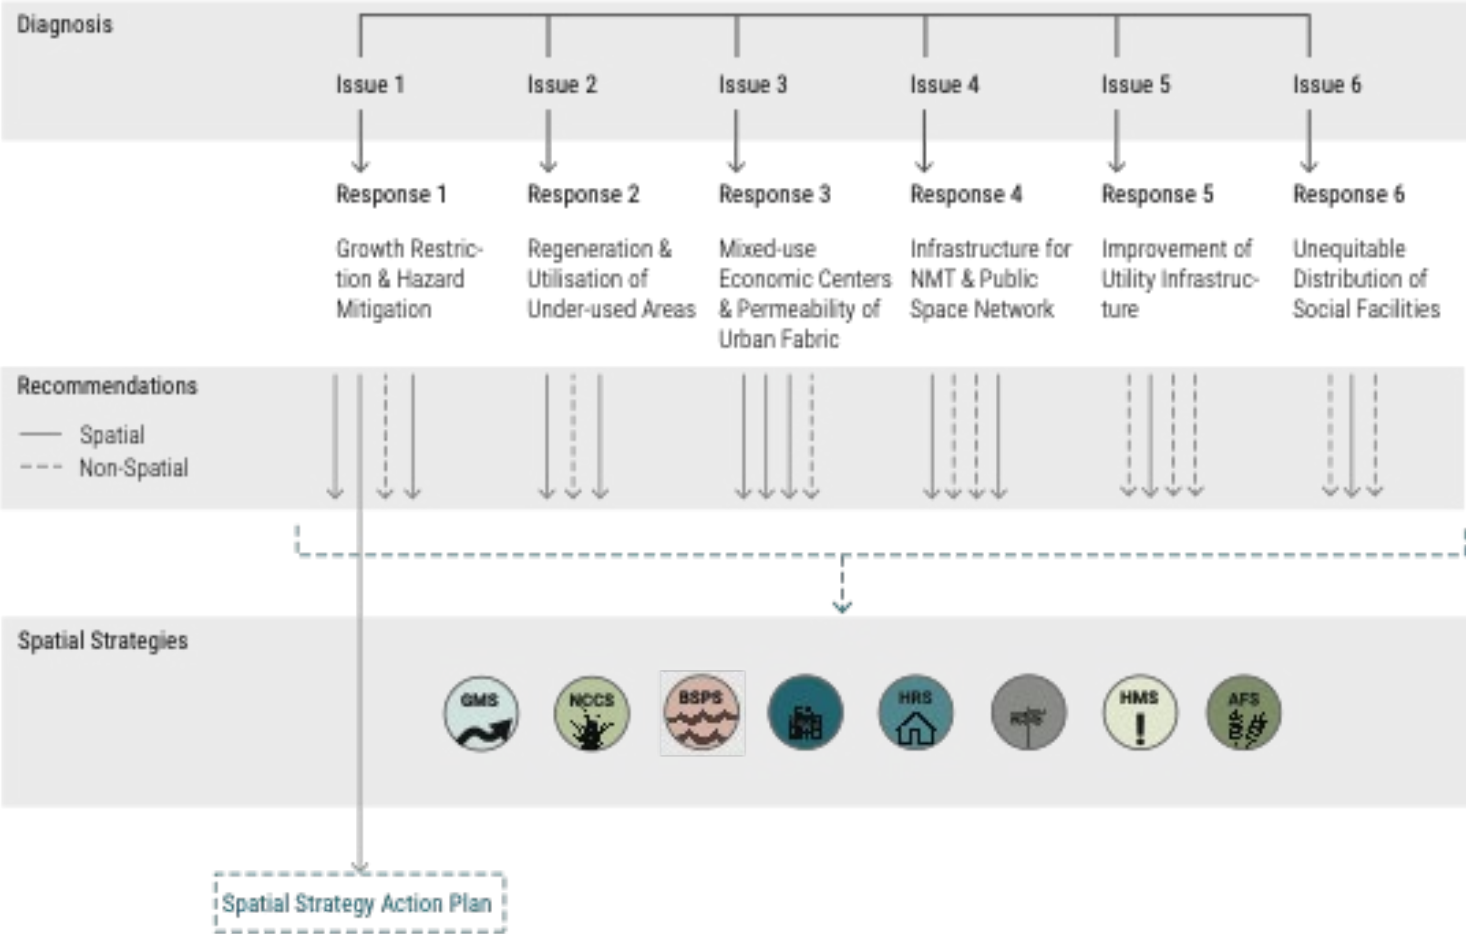 Diagnosis
Issue 1
Issue 2
Issue 3
Issue 4
Issue 5
Issue 6
Response 1
Response 2
Response 3
Response 4
Response 5
Response 6
Growth Restric-
tion & Hazard
Mitigation
Regeneration &
Utilisation of
Under-used Areas
Mixed-use
Economic Centers
& Permeability of
Urban Fabric
Infrastructure for
NMT & Public
Space Network
Improvement of
Utility Infrastruc-
ture
Unequitable
Distribution of
Social Facilities
Recommendations
Spatial
Non-Spatial
Spatial Strategies
GMS
NCCS
BSPS
HRS
HMS
AFS
Spatial Strategy Action Plan